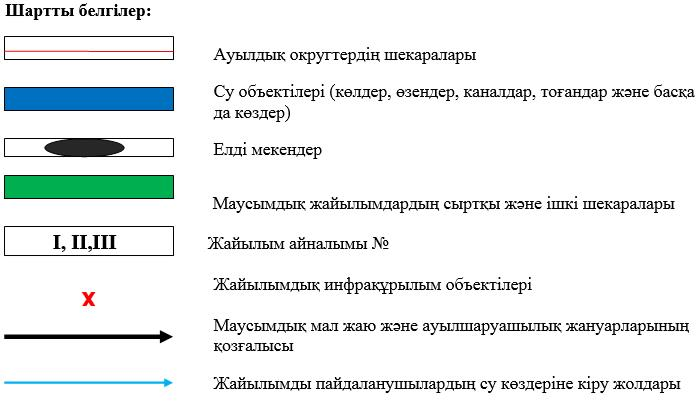 Шартты белгілер:
Ауылдық округтердің шекаралары
Су объектілері (көлдер, өзендер, каналдар, тоғандар және басқа
да көздер)
Елді мекендер
Маусымдық жайылымдардың сыртқы және ішкі шекаралары
I, II,III Жайылым айналымы №
х Жайылымдық инфрақұрылым объектілері
Маусымдық мал жаю және ауылшаруашылық жануарларының
қозғалысы
Жайылымды пайдаланушылардың су көздеріне кіру жолдары